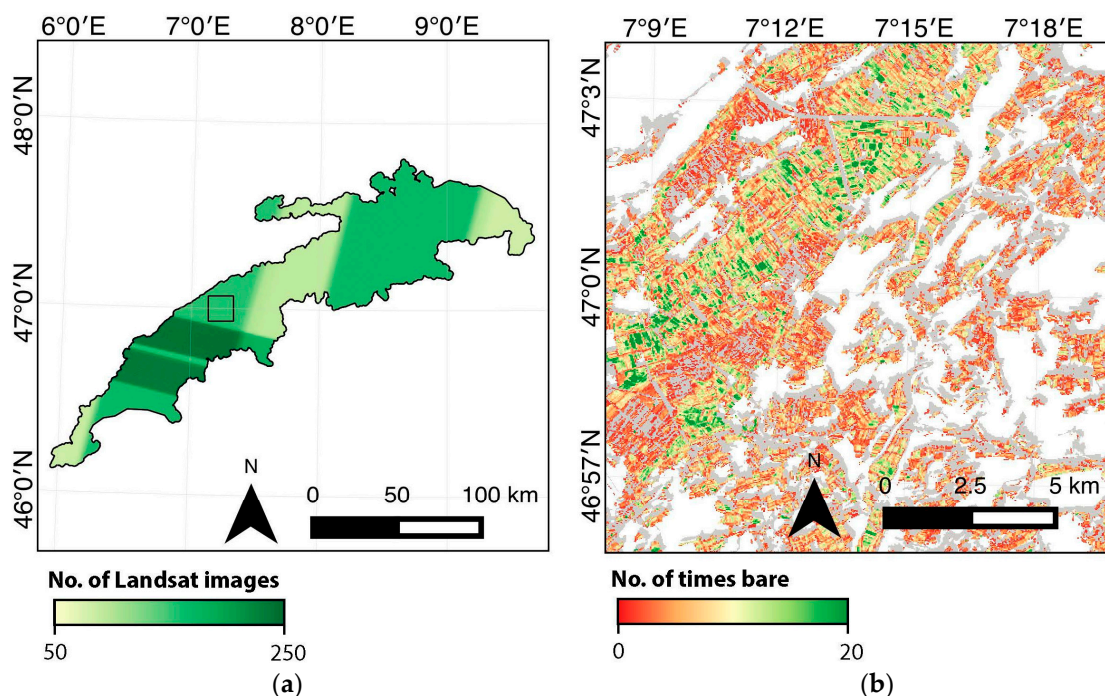 6°0′E 7°0′E 8°0′E 9°0′E
48°0′N
47°0′N
46°0′N
N
0 50 100 km
No. of Landsat images
50 250
(a)
7°9′E 7°12′E 7°15′E 7°18′E
47°3′N
47°0′N
46°57′N
N
0 2.5 5 km
No. of times bare
0 20
(b)